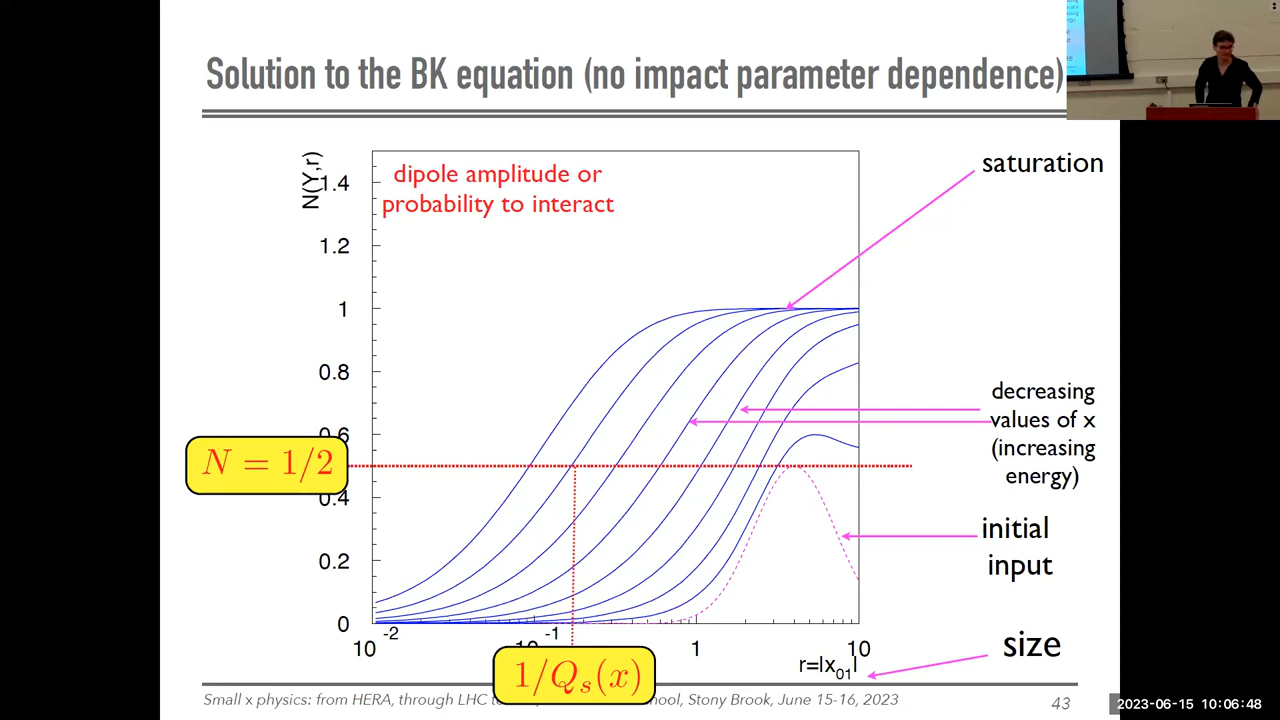 Solution to the BK equation (no impact parameter dependence)
N(Y,r)
dipole amplitude or
probability to interact
saturation
1.4
1.2
1
0.8
0.6
0.4
0.2
0
N = 1/2
decreasing
values of x
(increasing
energy)
initial
input
10^-2
-1
1
10
1/Q_s(x)
r=|x_01|
size
Small x physics: from HERA, through LHC to
hool, Stony Brook, June 15-16, 2023
43
2023-06-15 10:06:48